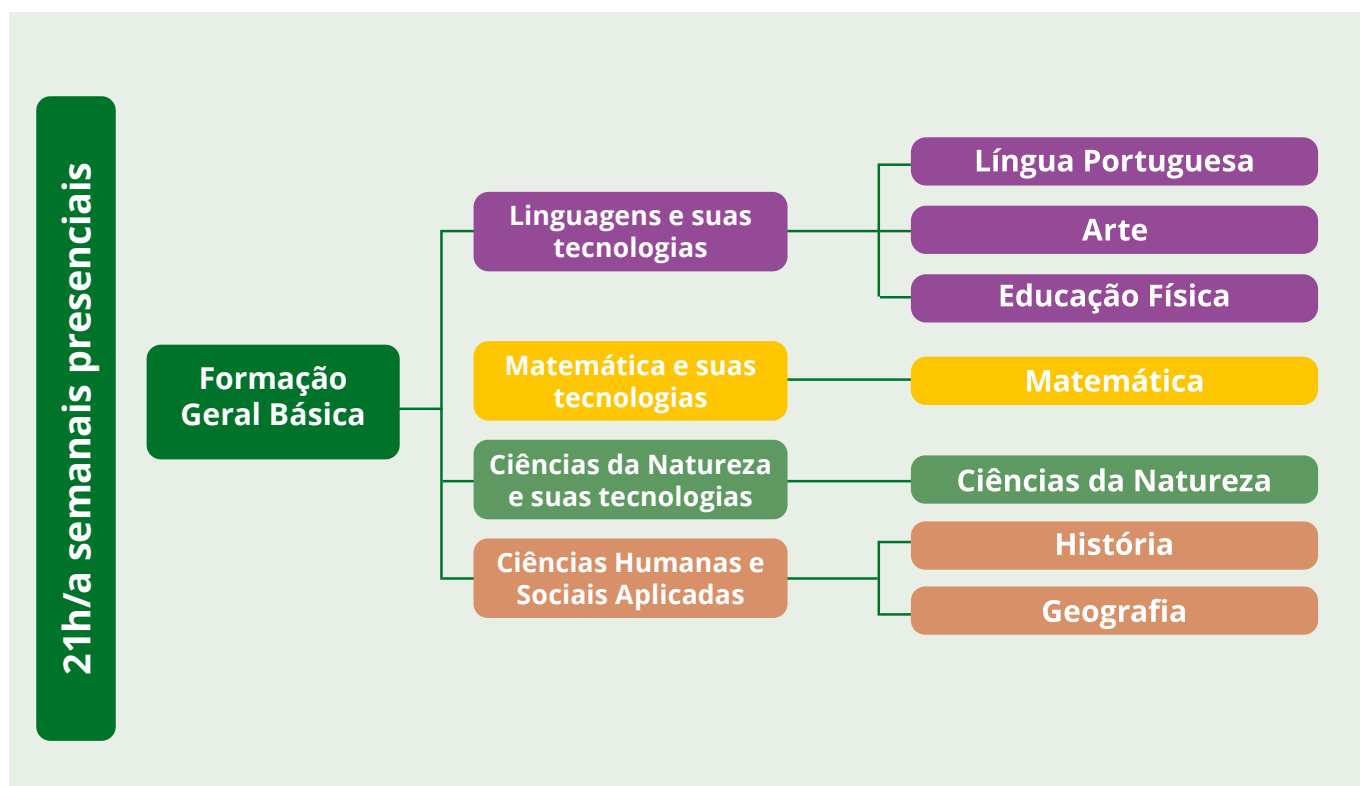 21h/a semanais presenciais
Formação
Geral Básica
Linguagens e suas
tecnologias
Língua Portuguesa
Arte
Educação Física
Matemática e suas
tecnologias
Matemática
Ciências da Natureza
e suas tecnologias
Ciências da Natureza
Ciências Humanas e
Sociais Aplicadas
História
Geografia